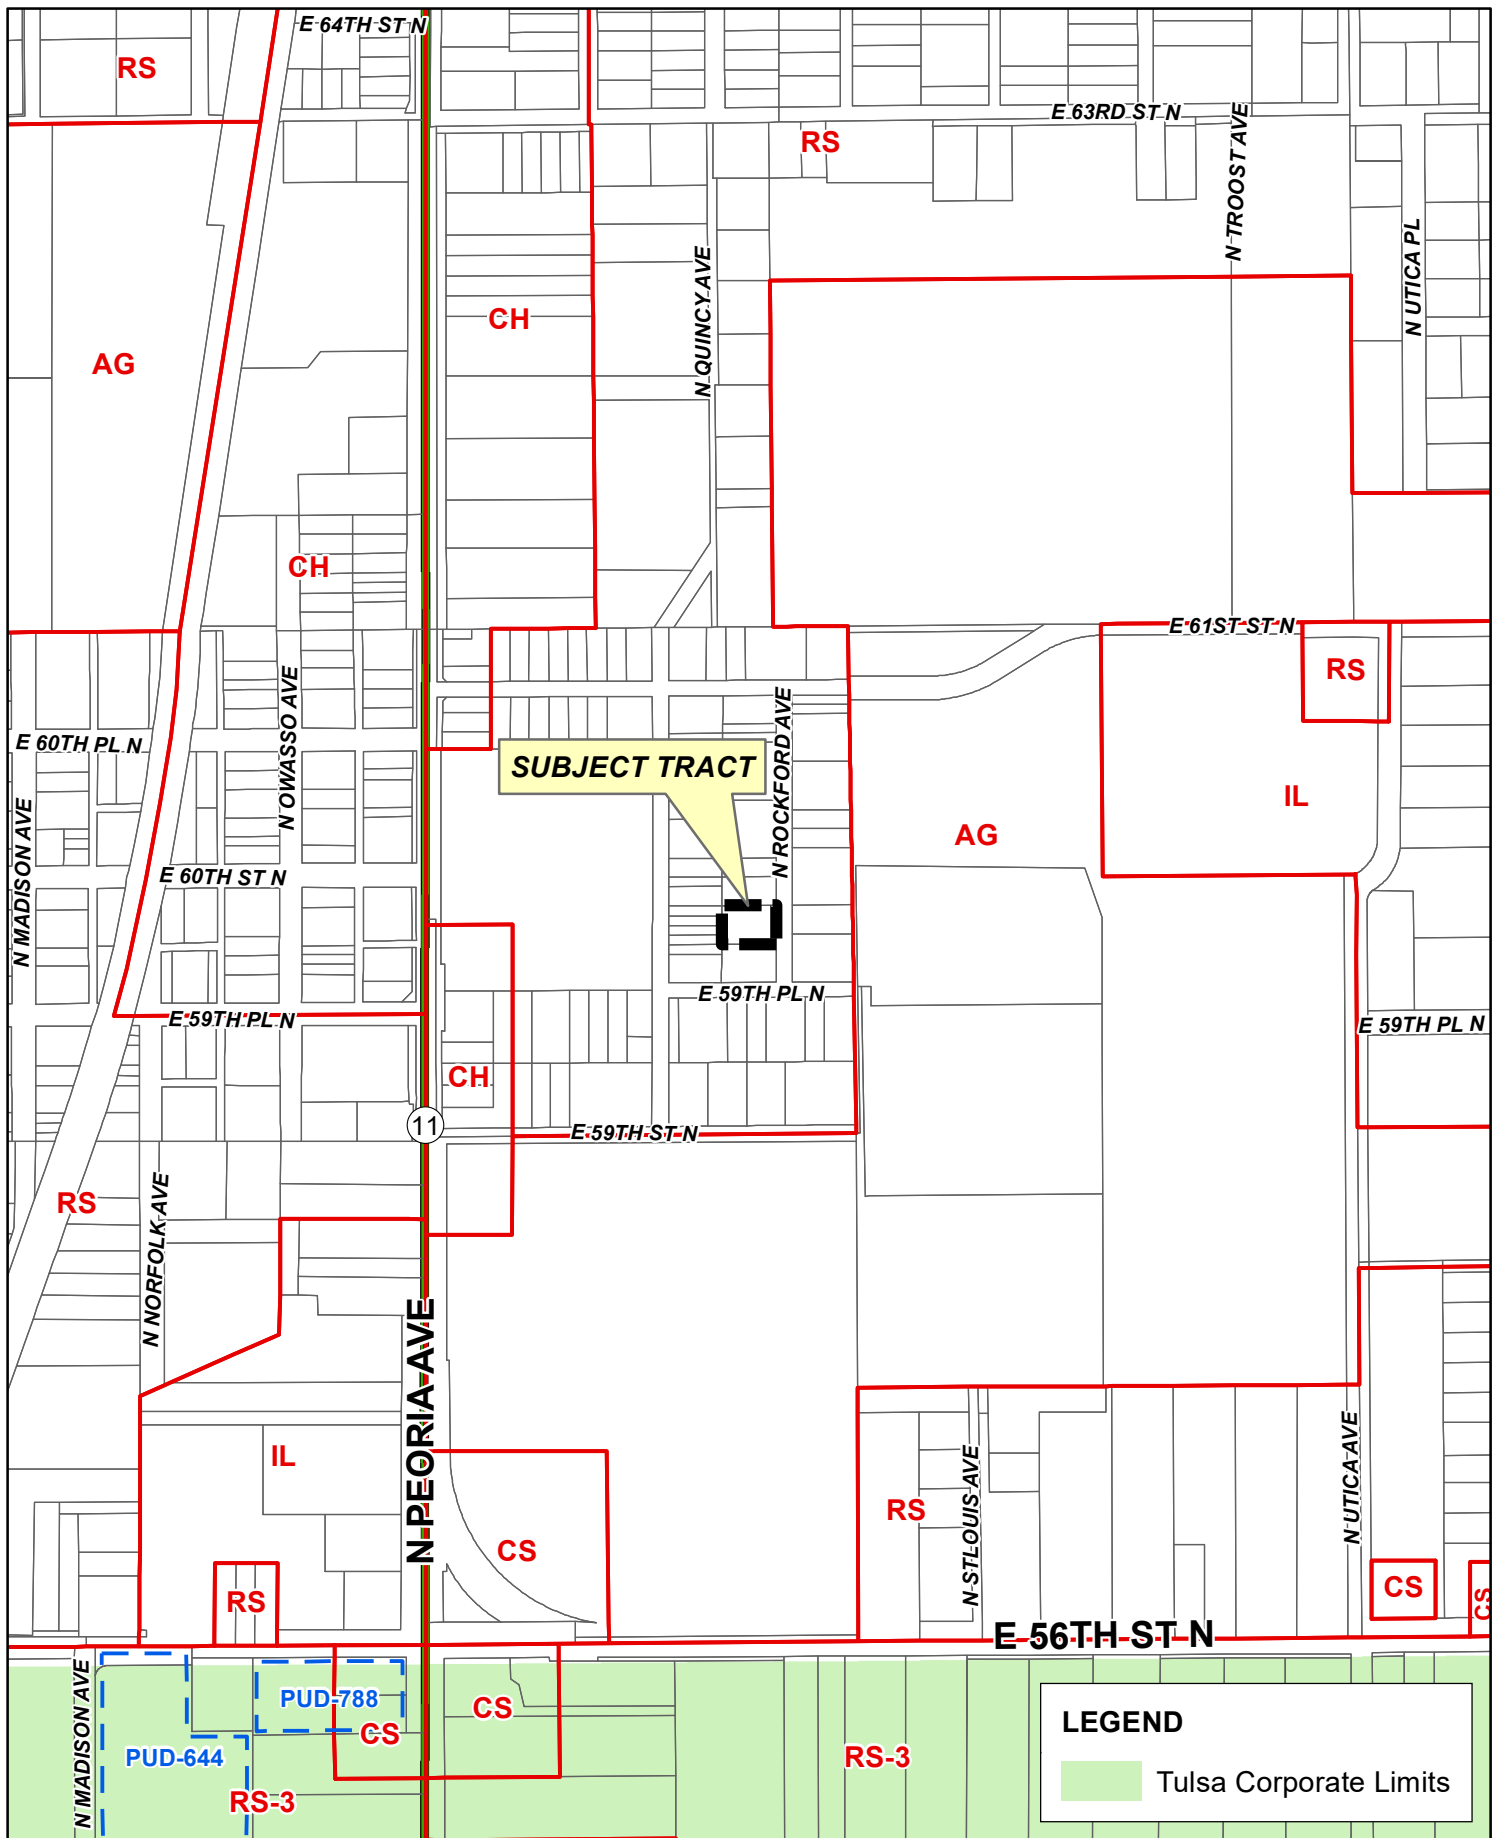 E 64TH ST N
RS
E 63RD ST N
RS
N TROOST AVE
N UTICA PL
N QUINCY AVE
CH
AG
CH
E 61ST ST N
RS
N OWASSO AVE
N ROCKFORD AVE
E 60TH PL N
SUBJECT TRACT
IL
N MADISON AVE
AG
E 60TH ST N
E 59TH PL N
E 59TH PL N
E 59TH PL N
CH
11
E 59TH ST N
RS
N NORFOLK AVE
N PEORIA AVE
IL
N UTICA AVE
N STLOUIS AVE
RS
CS
RS
CS
CS
E 56TH ST N
N MADISON AVE
PUD-788
CS
CS
PUD-644
RS-3
RS-3
LEGEND
Tulsa Corporate Limits